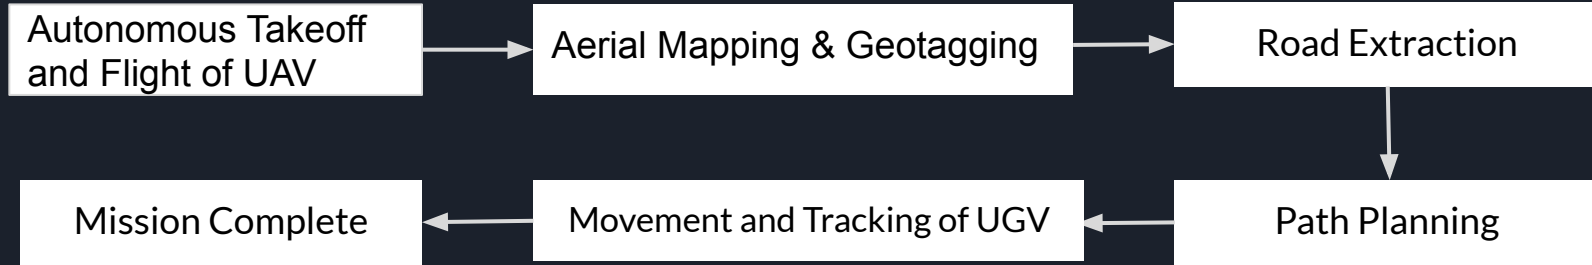 Autonomous Takeoff
and Flight of UAV
Aerial Mapping & Geotagging
Road Extraction
Path Planning
Movement and Tracking of UGV
Mission Complete